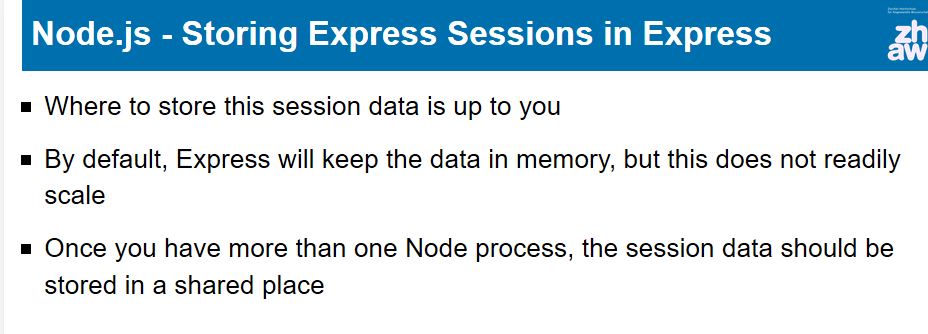 Node.js - Storing Express Sessions in Express
zh
aw
Where to store this session data is up to you
By default, Express will keep the data in memory, but this does not readily
scale
Once you have more than one Node process, the session data should be
stored in a shared place